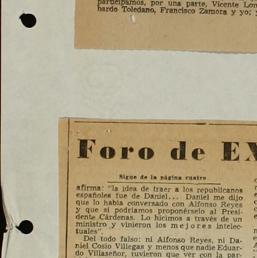 participamos, por una parte, Vicente Lom
bardo Toledano, Francisco Zamora y yo; y
Foro de EX
Sigue de la página cuatro
afirma: "la idea de traer a los republicanos
españoles fue de Daniel... Daniel me dijo
que lo había conversado con Alfonso Reyes
y que si podíamos proponérselo al Presi
dente Cárdenas. Lo hicimos a través de un
ministro y vinieron los mejores intelec
tuales".
Del todo falso: ni Alfonso Reyes, ni Da
niel Cosío Villegas y menos que nadie Eduar
do Villaseñor, tuvieron que ver con la par